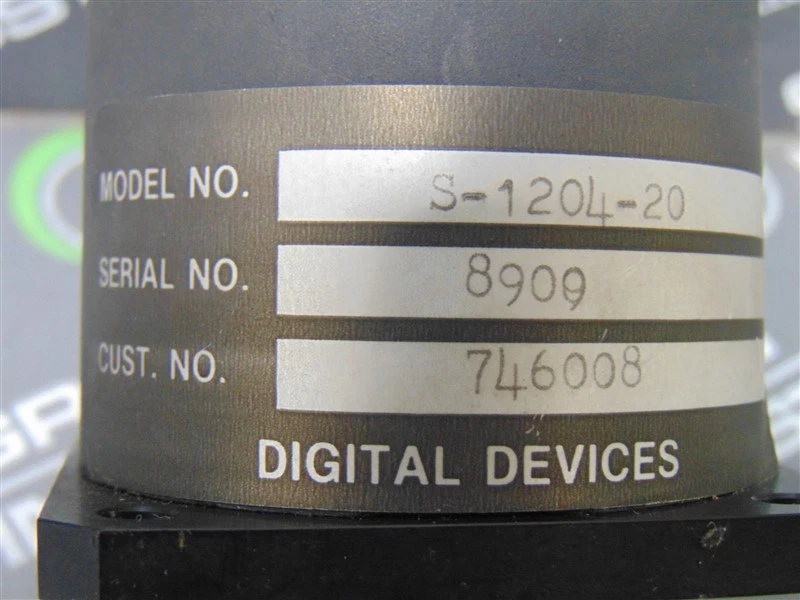 MODEL NO. S-1204-20
SERIAL NO. 8909
CUST. NO. 746008
DIGITAL DEVICES